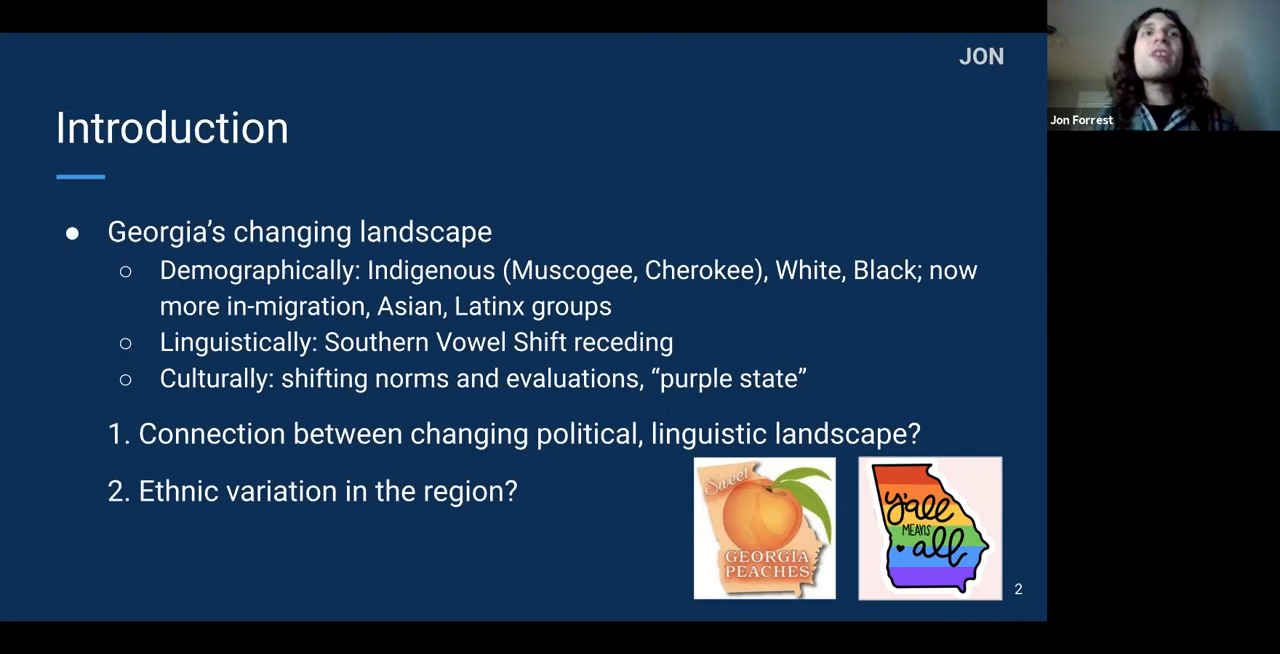 JON
Jon Forrest
Introduction
● Georgia’s changing landscape
○ Demographically: Indigenous (Muscogee, Cherokee), White, Black; now
more in-migration, Asian, Latinx groups
○ Linguistically: Southern Vowel Shift receding
○ Culturally: shifting norms and evaluations, “purple state”
1. Connection between changing political, linguistic landscape?
2. Ethnic variation in the region?
Sweet
GEORGIA
PEACHES
y'all
MEANS
all
2